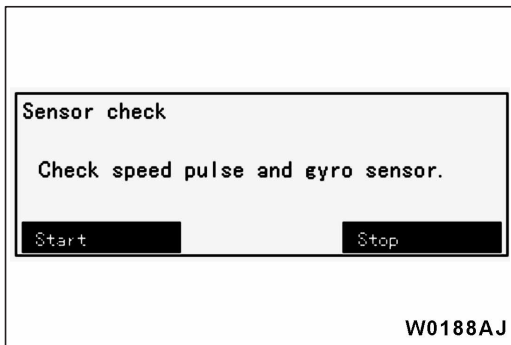 Sensor check
Check speed pulse and gyro sensor.
Start Stop
W0188AJ